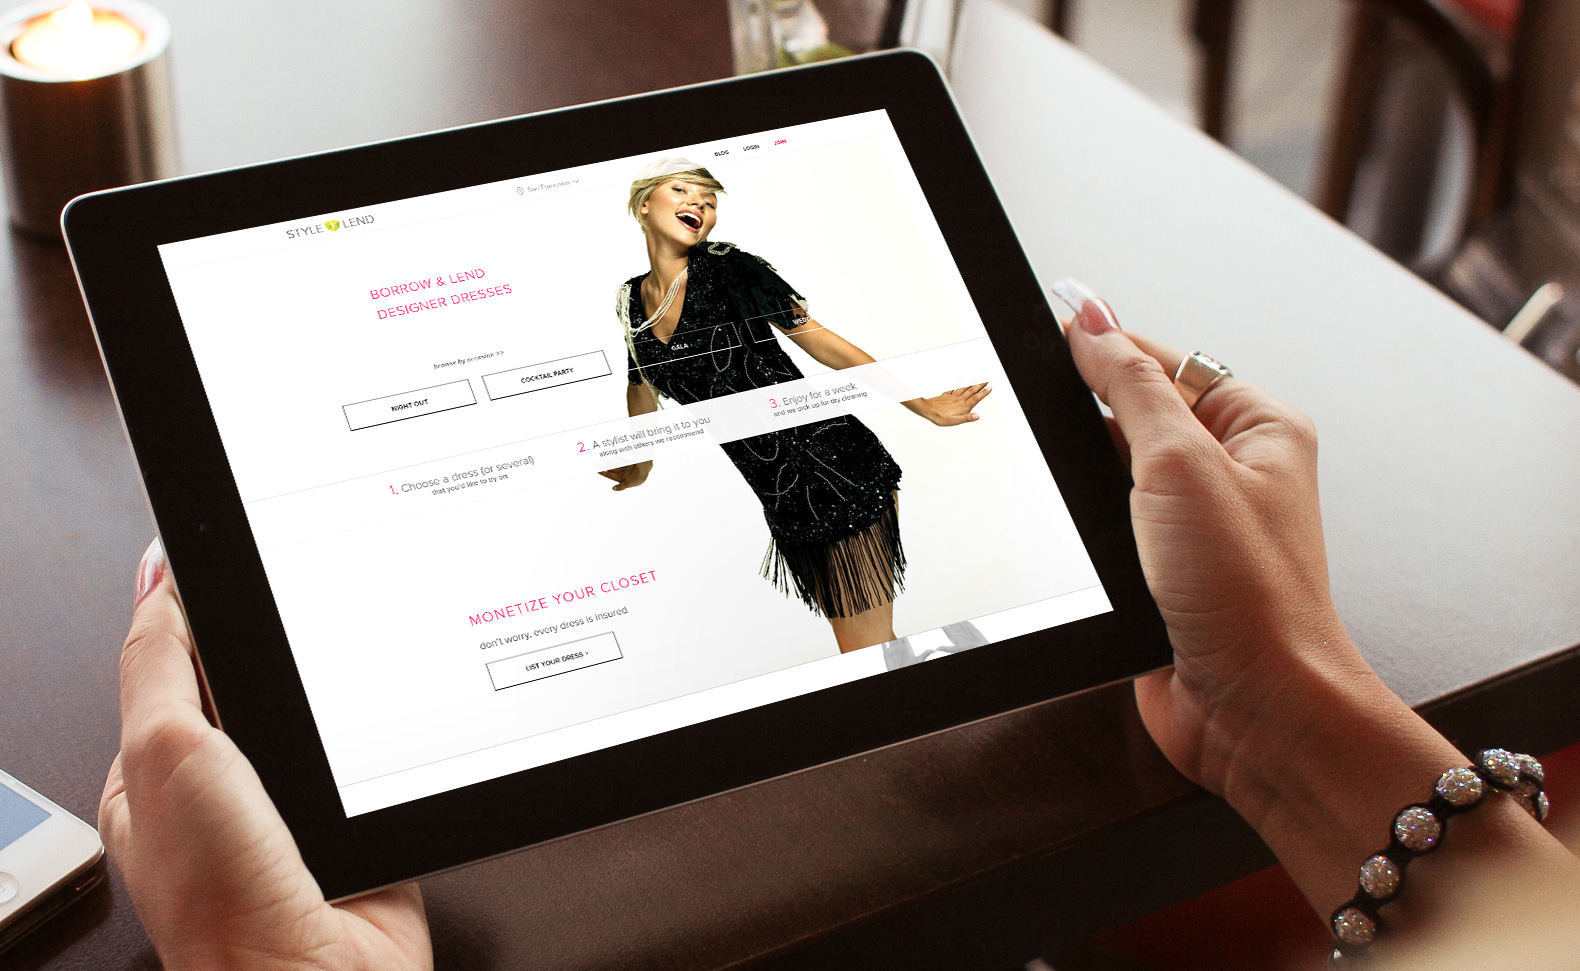 BLOG LOGIN JOIN
San Francisco
STYLE LEND
BORROW & LEND
DESIGNER DRESSES
browse by occasion >>
NIGHT OUT
COCKTAIL PARTY
GALA
1. Choose a dress (or several)
that you'd like to try on
2. A stylist will bring it to you
along with others we recommend
3. Enjoy for a week
and we pick up for dry cleaning
MONETIZE YOUR CLOSET
don't worry, every dress is insured
LIST YOUR DRESS >